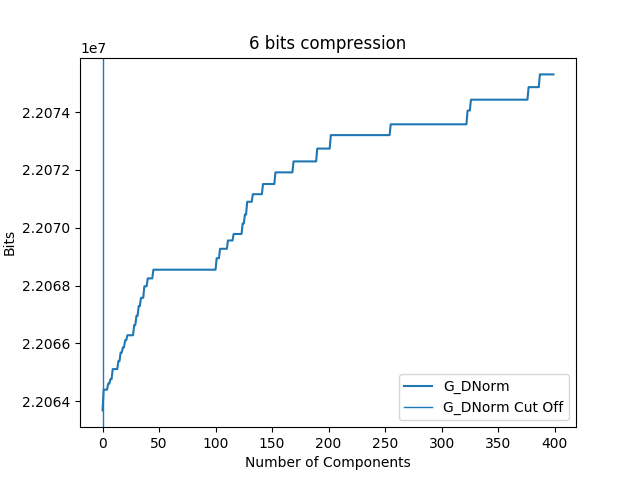 6 bits compression
1e7
2.2074
2.2072
2.2070
2.2068
2.2066
2.2064
Bits
0 50 100 150 200 250 300 350 400
Number of Components
G_DNorm
G_DNorm Cut Off